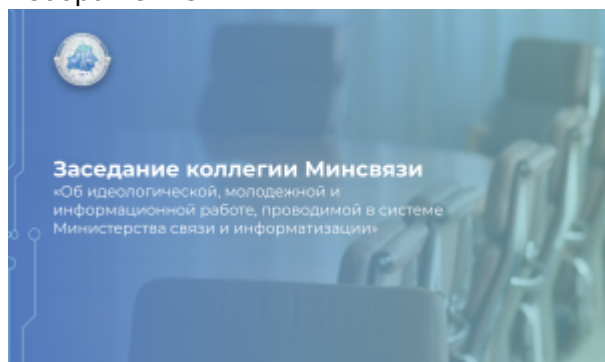 Заседание коллегии Минсвязи
«Об идеологической, молодежной и
информационной работе, проводимой в системе
Министерства связи и информатизации»